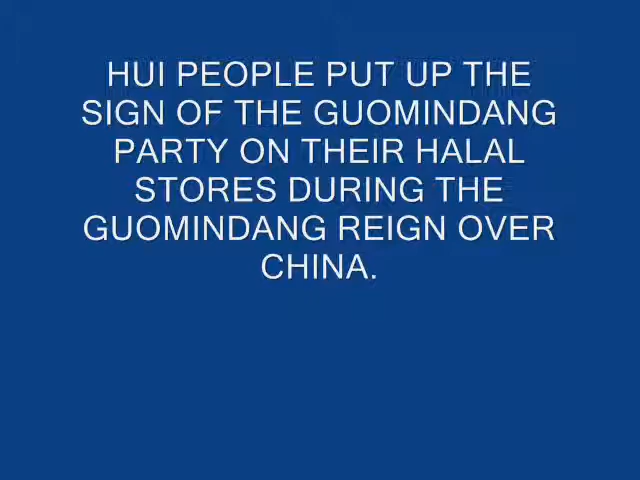 HUI PEOPLE PUT UP THE
SIGN OF THE GUOMINDANG
PARTY ON THEIR HALAL
STORES DURING THE
GUOMINDANG REIGN OVER
CHINA.